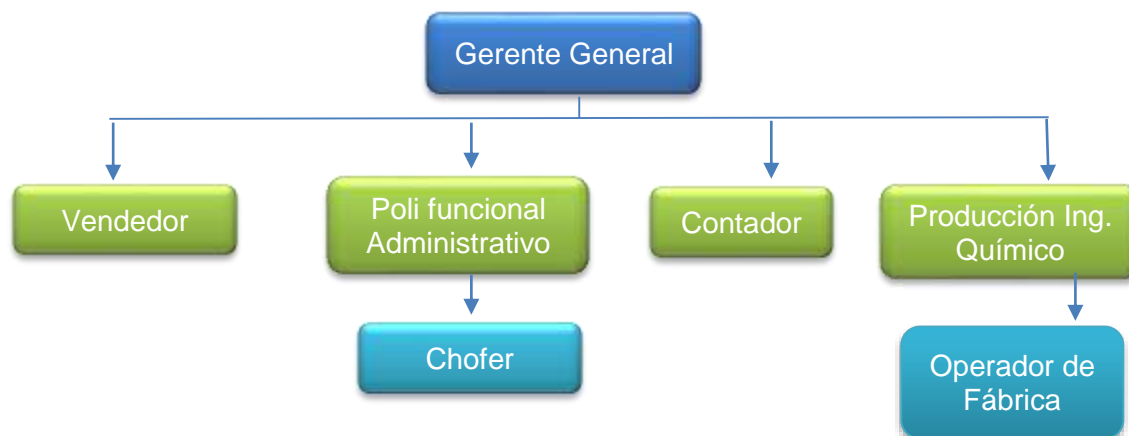 Gerente General
Vendedor
Poli funcional
Administrativo
Contador
Producción Ing.
Químico
Chofer
Operador de
Fábrica